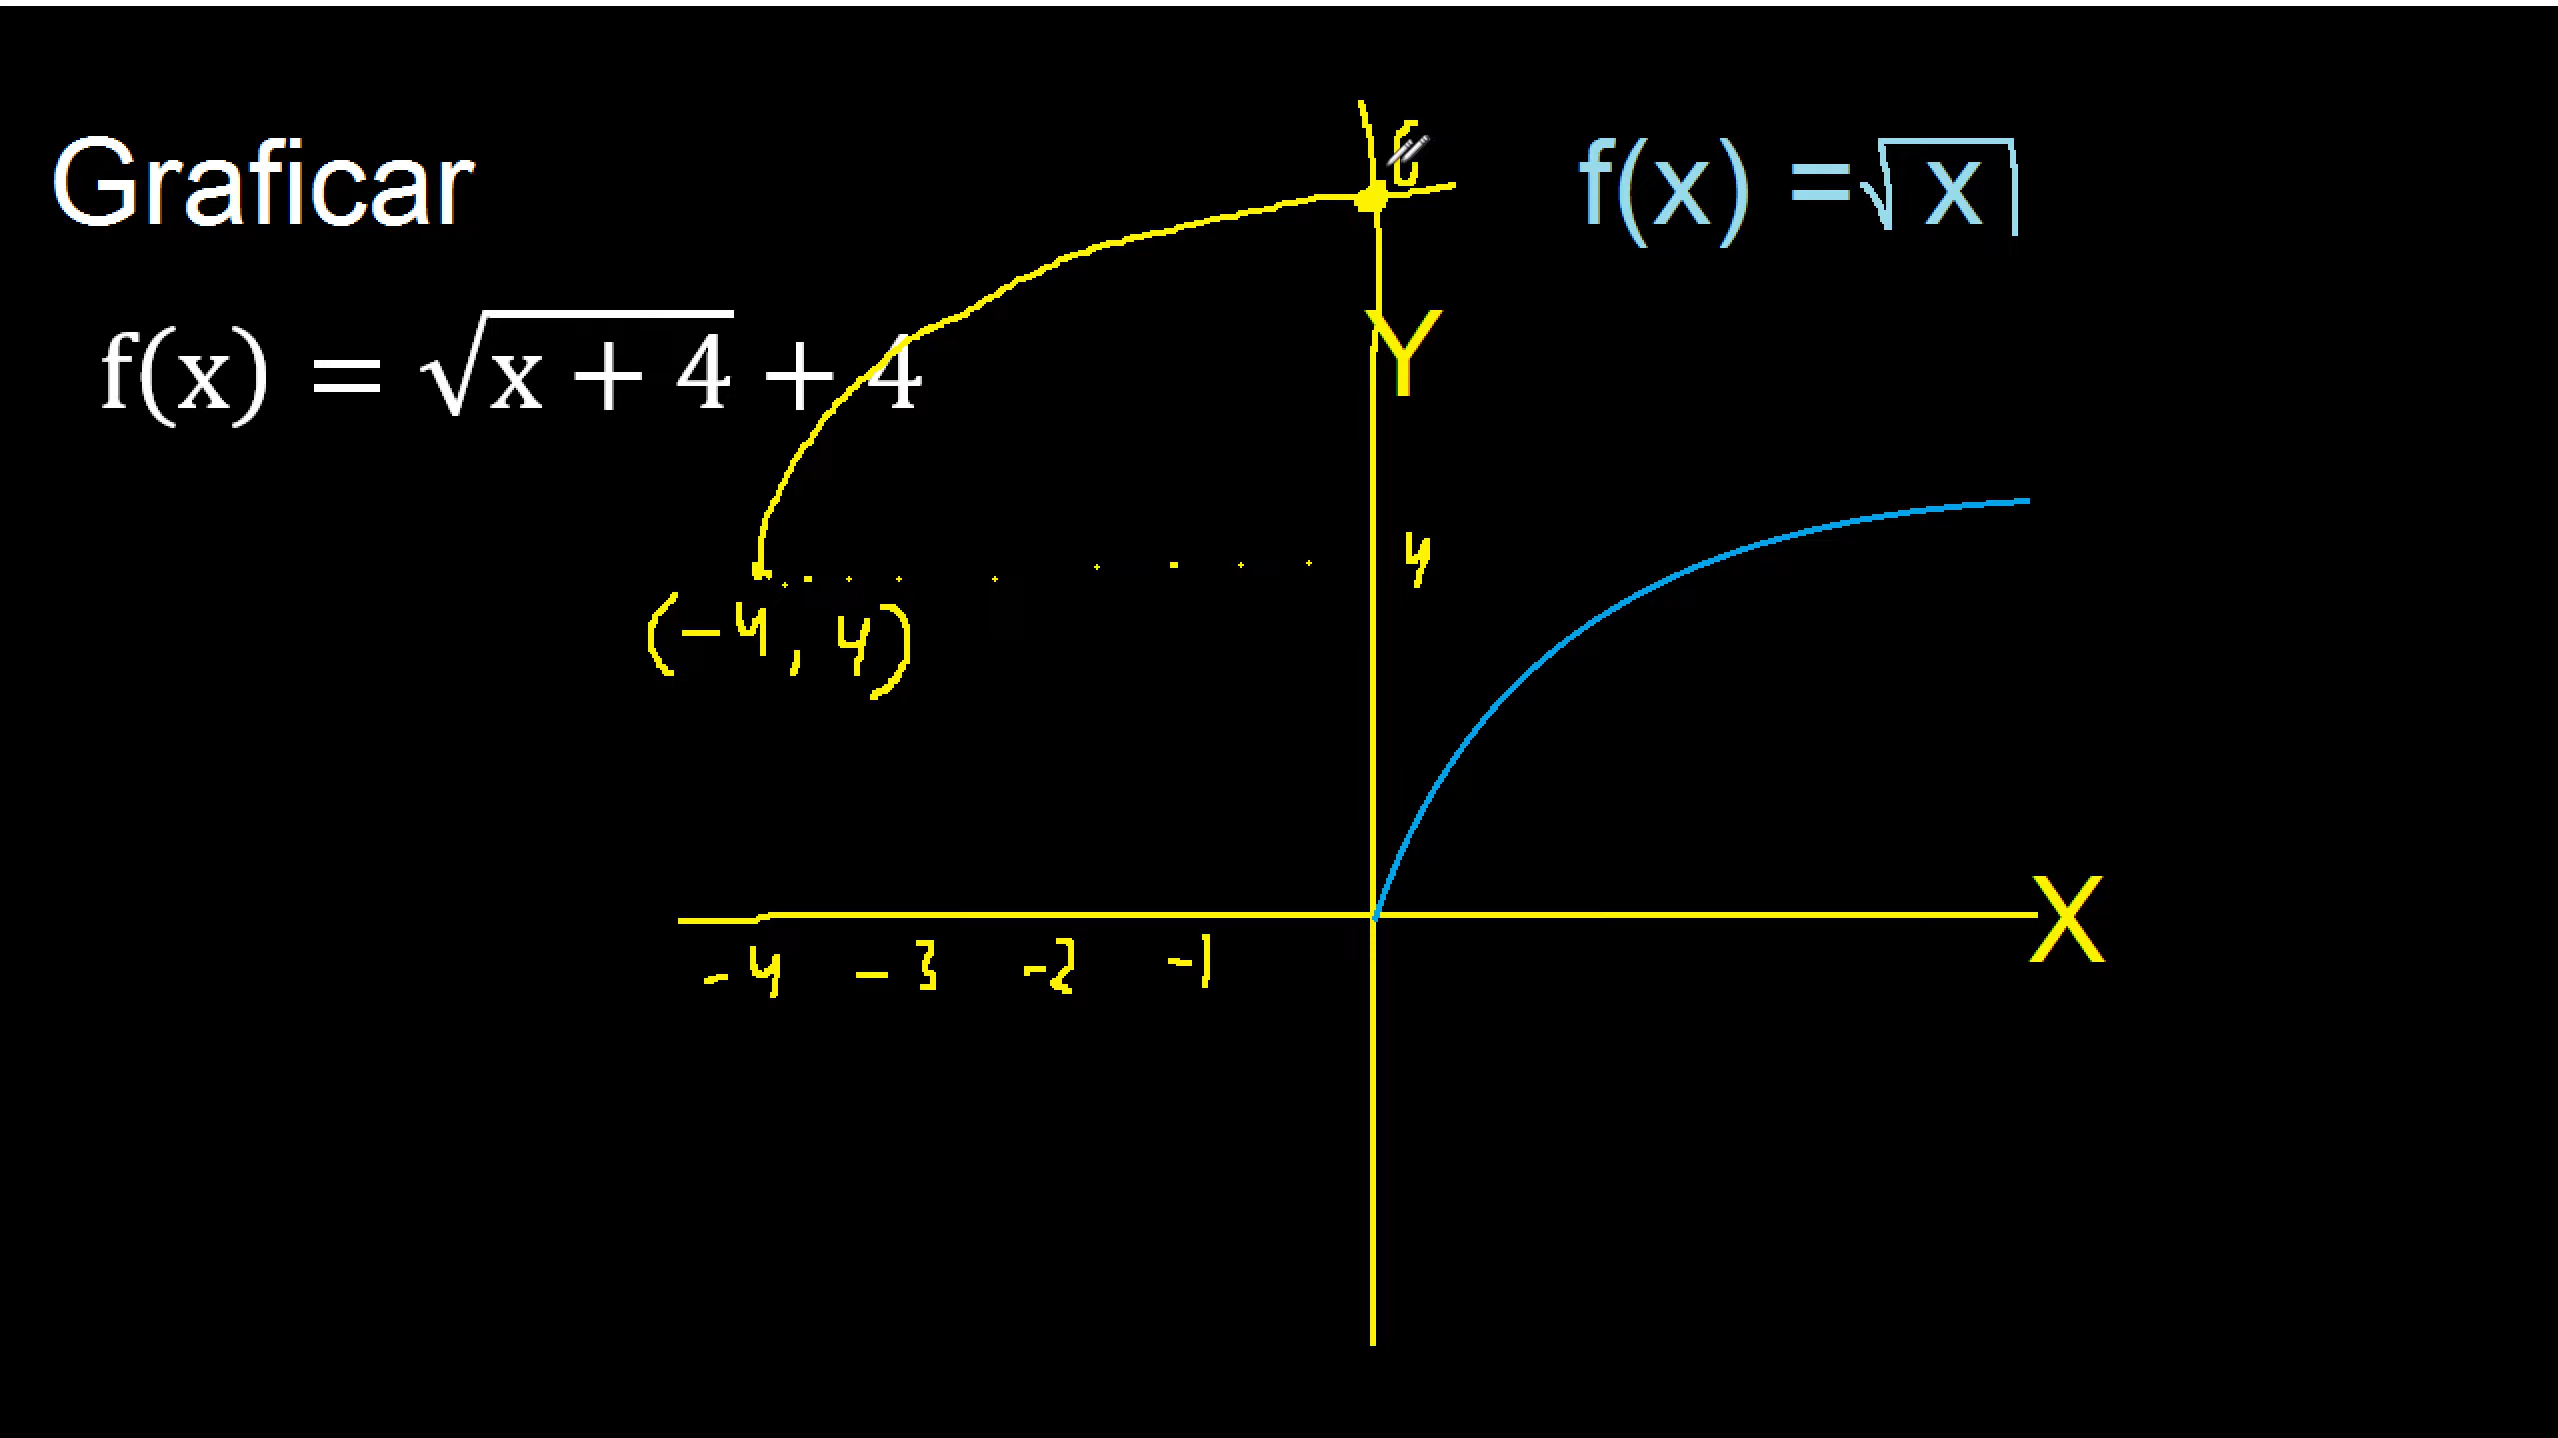 Graficar
f(x) = √x
f(x) = √x + 4 + 4
6
Y
4
(-4, 4)
X
-4 -3 -2 -1